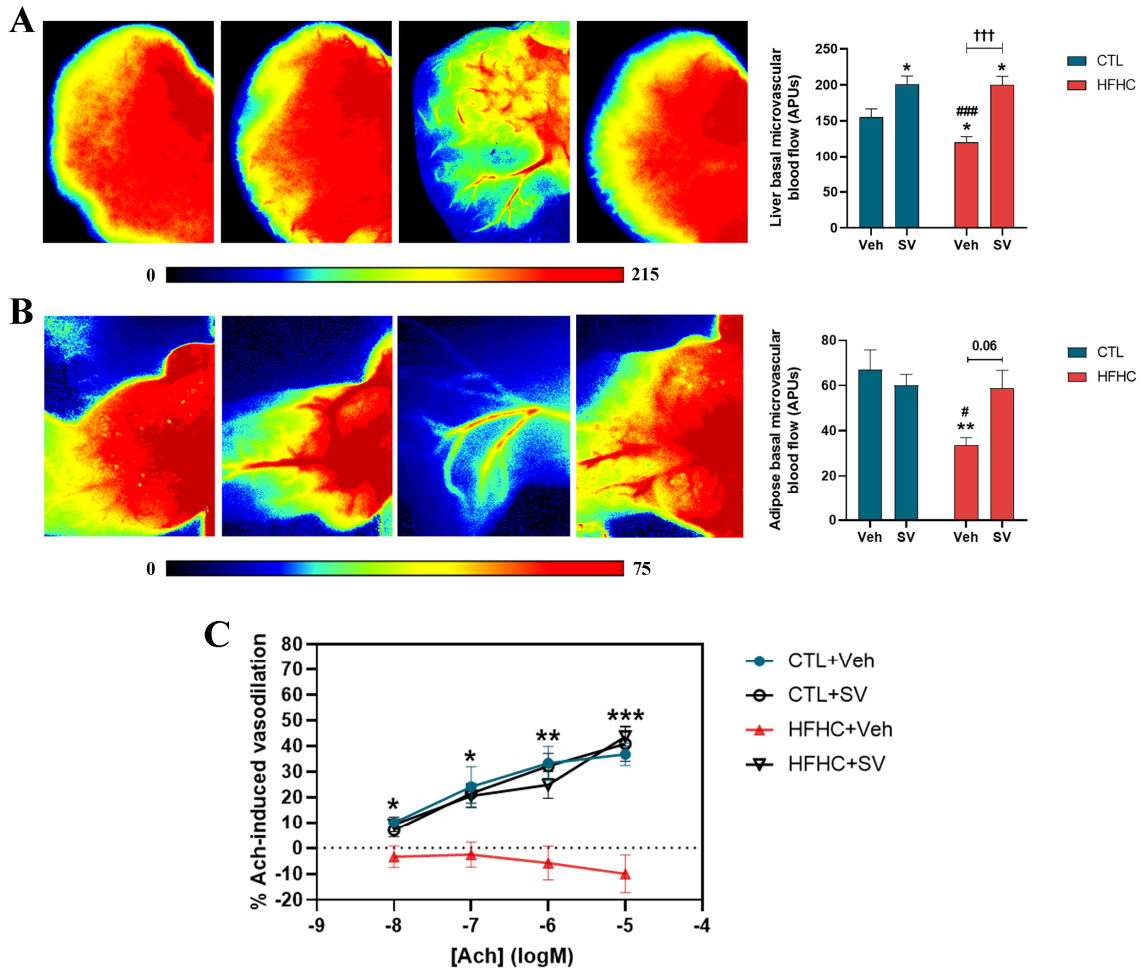 A
Liver basal microvascular
blood flow (APUs)
250
200
150
100
50
0
*
###
*
†††
*
Veh
SV
Veh
SV
CTL
HFHC
0
215
B
Adipose basal microvascular
blood flow (APUs)
80
60
40
20
0
#
**
0.06
Veh
SV
Veh
SV
CTL
HFHC
0
75
C
% Ach-induced vasodilation
80
70
60
50
40
30
20
10
0
-10
-20
*
*
**
***
-9
-8
-7
-6
-5
-4
[Ach] (logM)
CTL+Veh
CTL+SV
HFHC+Veh
HFHC+SV